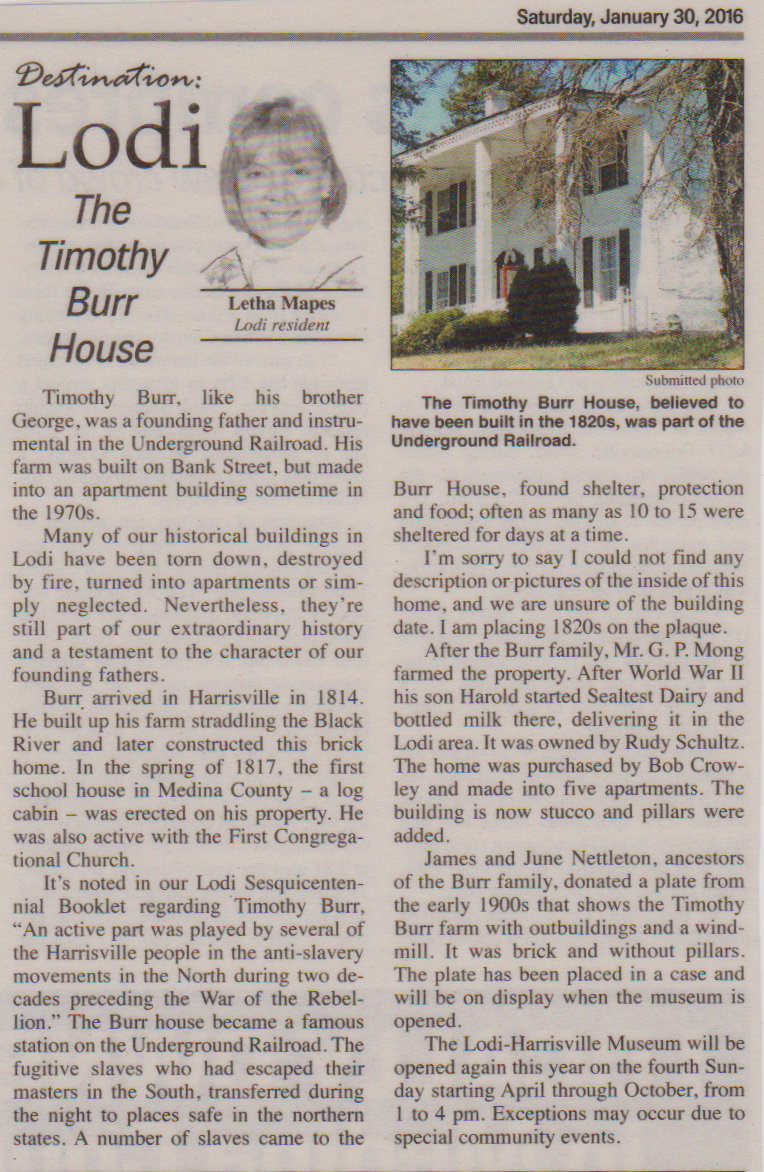 Saturday, January 30, 2016
Destination:
Lodi
The
Timothy
Burr
House
Letha Mapes
Lodi resident
Timothy Burr, like his brother
George, was a founding father and instru-
mental in the Underground Railroad. His
farm was built on Bank Street, but made
into an apartment building sometime in
the 1970s.
Many of our historical buildings in
Lodi have been torn down, destroyed
by fire, turned into apartments or sim-
ply neglected. Nevertheless, they're
still part of our extraordinary history
and a testament to the character of our
founding fathers.
Burr arrived in Harrisville in 1814.
He built up his farm straddling the Black
River and later constructed this brick
home. In the spring of 1817, the first
school house in Medina County – a log
cabin – was erected on his property. He
was also active with the First Congrega-
tional Church.
It's noted in our Lodi Sesquicenten-
nial Booklet regarding Timothy Burr,
"An active part was played by several of
the Harrisville people in the anti-slavery
movements in the North during two de-
cades preceding the War of the Rebel-
lion." The Burr house became a famous
station on the Underground Railroad. The
fugitive slaves who had escaped their
masters in the South, transferred during
the night to places safe in the northern
states. A number of slaves came to the
Submitted photo
The Timothy Burr House, believed to
have been built in the 1820s, was part of the
Underground Railroad.
Burr House, found shelter, protection
and food; often as many as 10 to 15 were
sheltered for days at a time.
I'm sorry to say I could not find any
description or pictures of the inside of this
home, and we are unsure of the building
date. I am placing 1820s on the plaque.
After the Burr family, Mr. G. P. Mong
farmed the property. After World War II
his son Harold started Sealtest Dairy and
bottled milk there, delivering it in the
Lodi area. It was owned by Rudy Schultz.
The home was purchased by Bob Crow-
ley and made into five apartments. The
building is now stucco and pillars were
added.
James and June Nettleton, ancestors
of the Burr family, donated a plate from
the early 1900s that shows the Timothy
Burr farm with outbuildings and a wind-
mill. It was brick and without pillars.
The plate has been placed in a case and
will be on display when the museum is
opened.
The Lodi-Harrisville Museum will be
opened again this year on the fourth Sun-
day starting April through October, from
1 to 4 pm. Exceptions may occur due to
special community events.